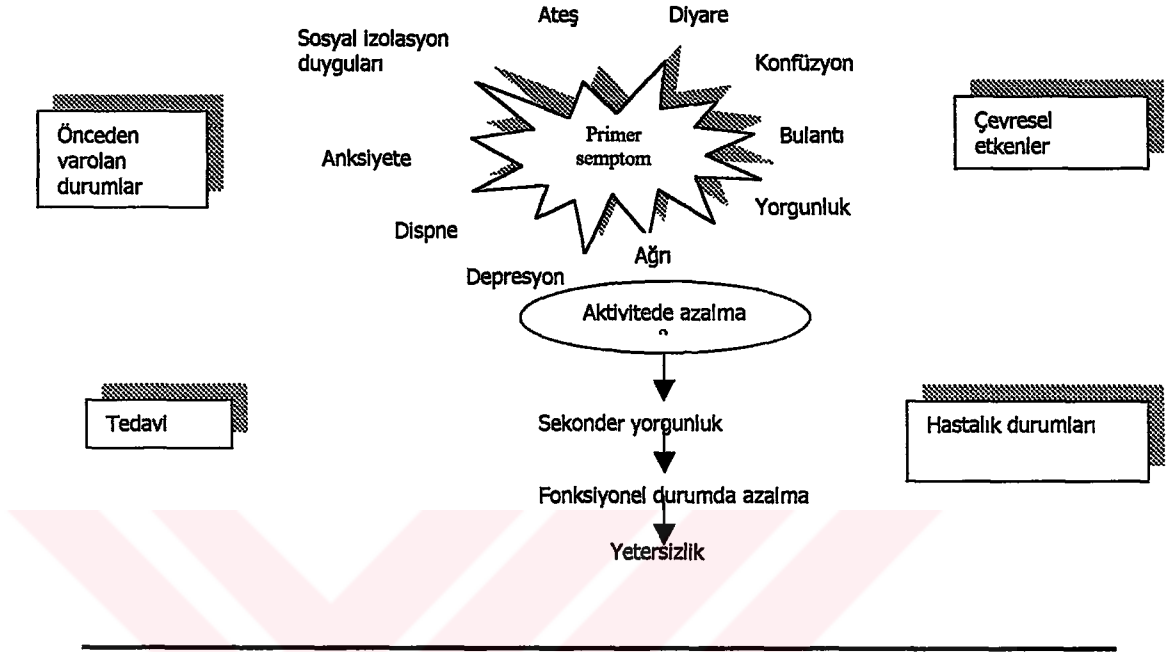 Ateş
Diyare
Sosyal izolasyon
duyguları
Konfüzyon
Önceden
varolan
durumlar
Primer
semptom
Bulantı
Çevresel
etkenler
Anksiyete
Yorgunluk
Dispne
Ağrı
Depresyon
Aktivitede azalma
Tedavi
Sekonder yorgunluk
Hastalık durumları
Fonksiyonel durumda azalma
Yetersizlik